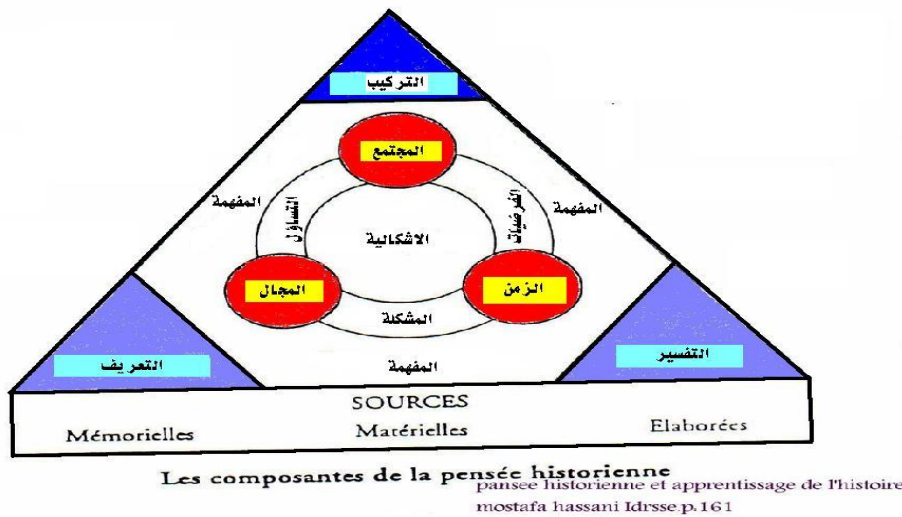 التركيب
المجتمع
المفهمة
التساؤل
الفرضيات
المفهمة
الاشكالية
المجال
الزمن
المشكلة
التعريف
المفهمة
التفسير
SOURCES
Mémorielles Matérielles Elaborées
Les composantes de la pensée historienne
pansee historienne et apprentissage de l'histoire
mostafa hassani Idrsse p.161